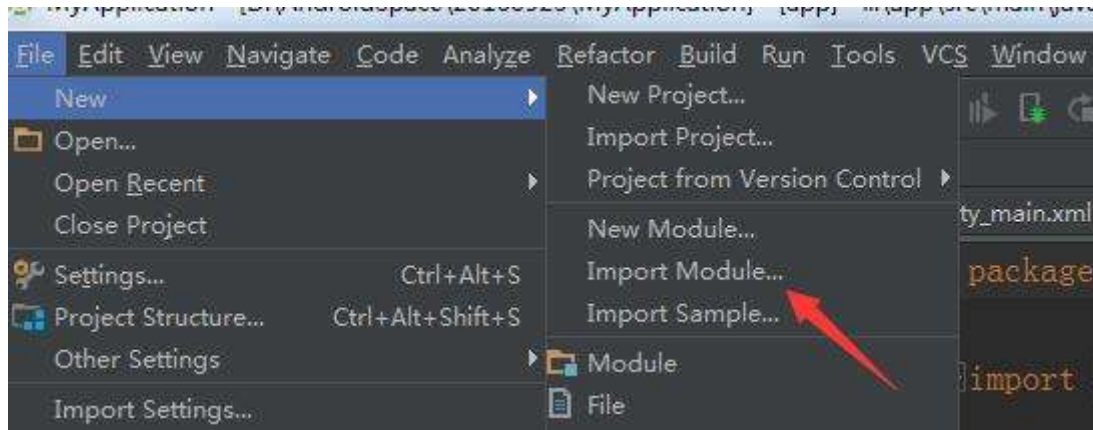 File Edit View Navigate Code Analyze Refactor Build Run Tools VCS Window
New
Open...
Open Recent
Close Project
Settings... Ctrl+Alt+S
Project Structure... Ctrl+Alt+Shift+S
Other Settings
Import Settings...
New Project...
Import Project...
Project from Version Control
New Module...
Import Module...
Import Sample...
Module
File
ty_main.xml
package
import